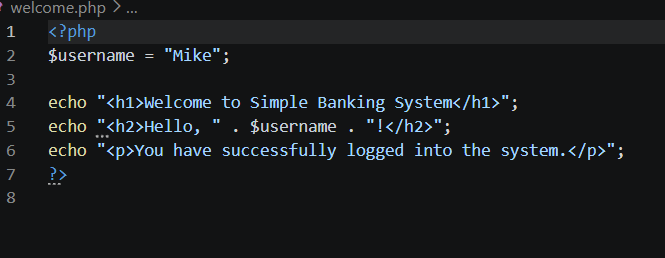 welcome.php > ...
1 <?php
2 $username = "Mike";
3
4 echo "<h1>Welcome to Simple Banking System</h1>";
5 echo "<h2>Hello, " . $username . "!</h2>";
6 echo "<p>You have successfully logged into the system.</p>";
7 ?>
8